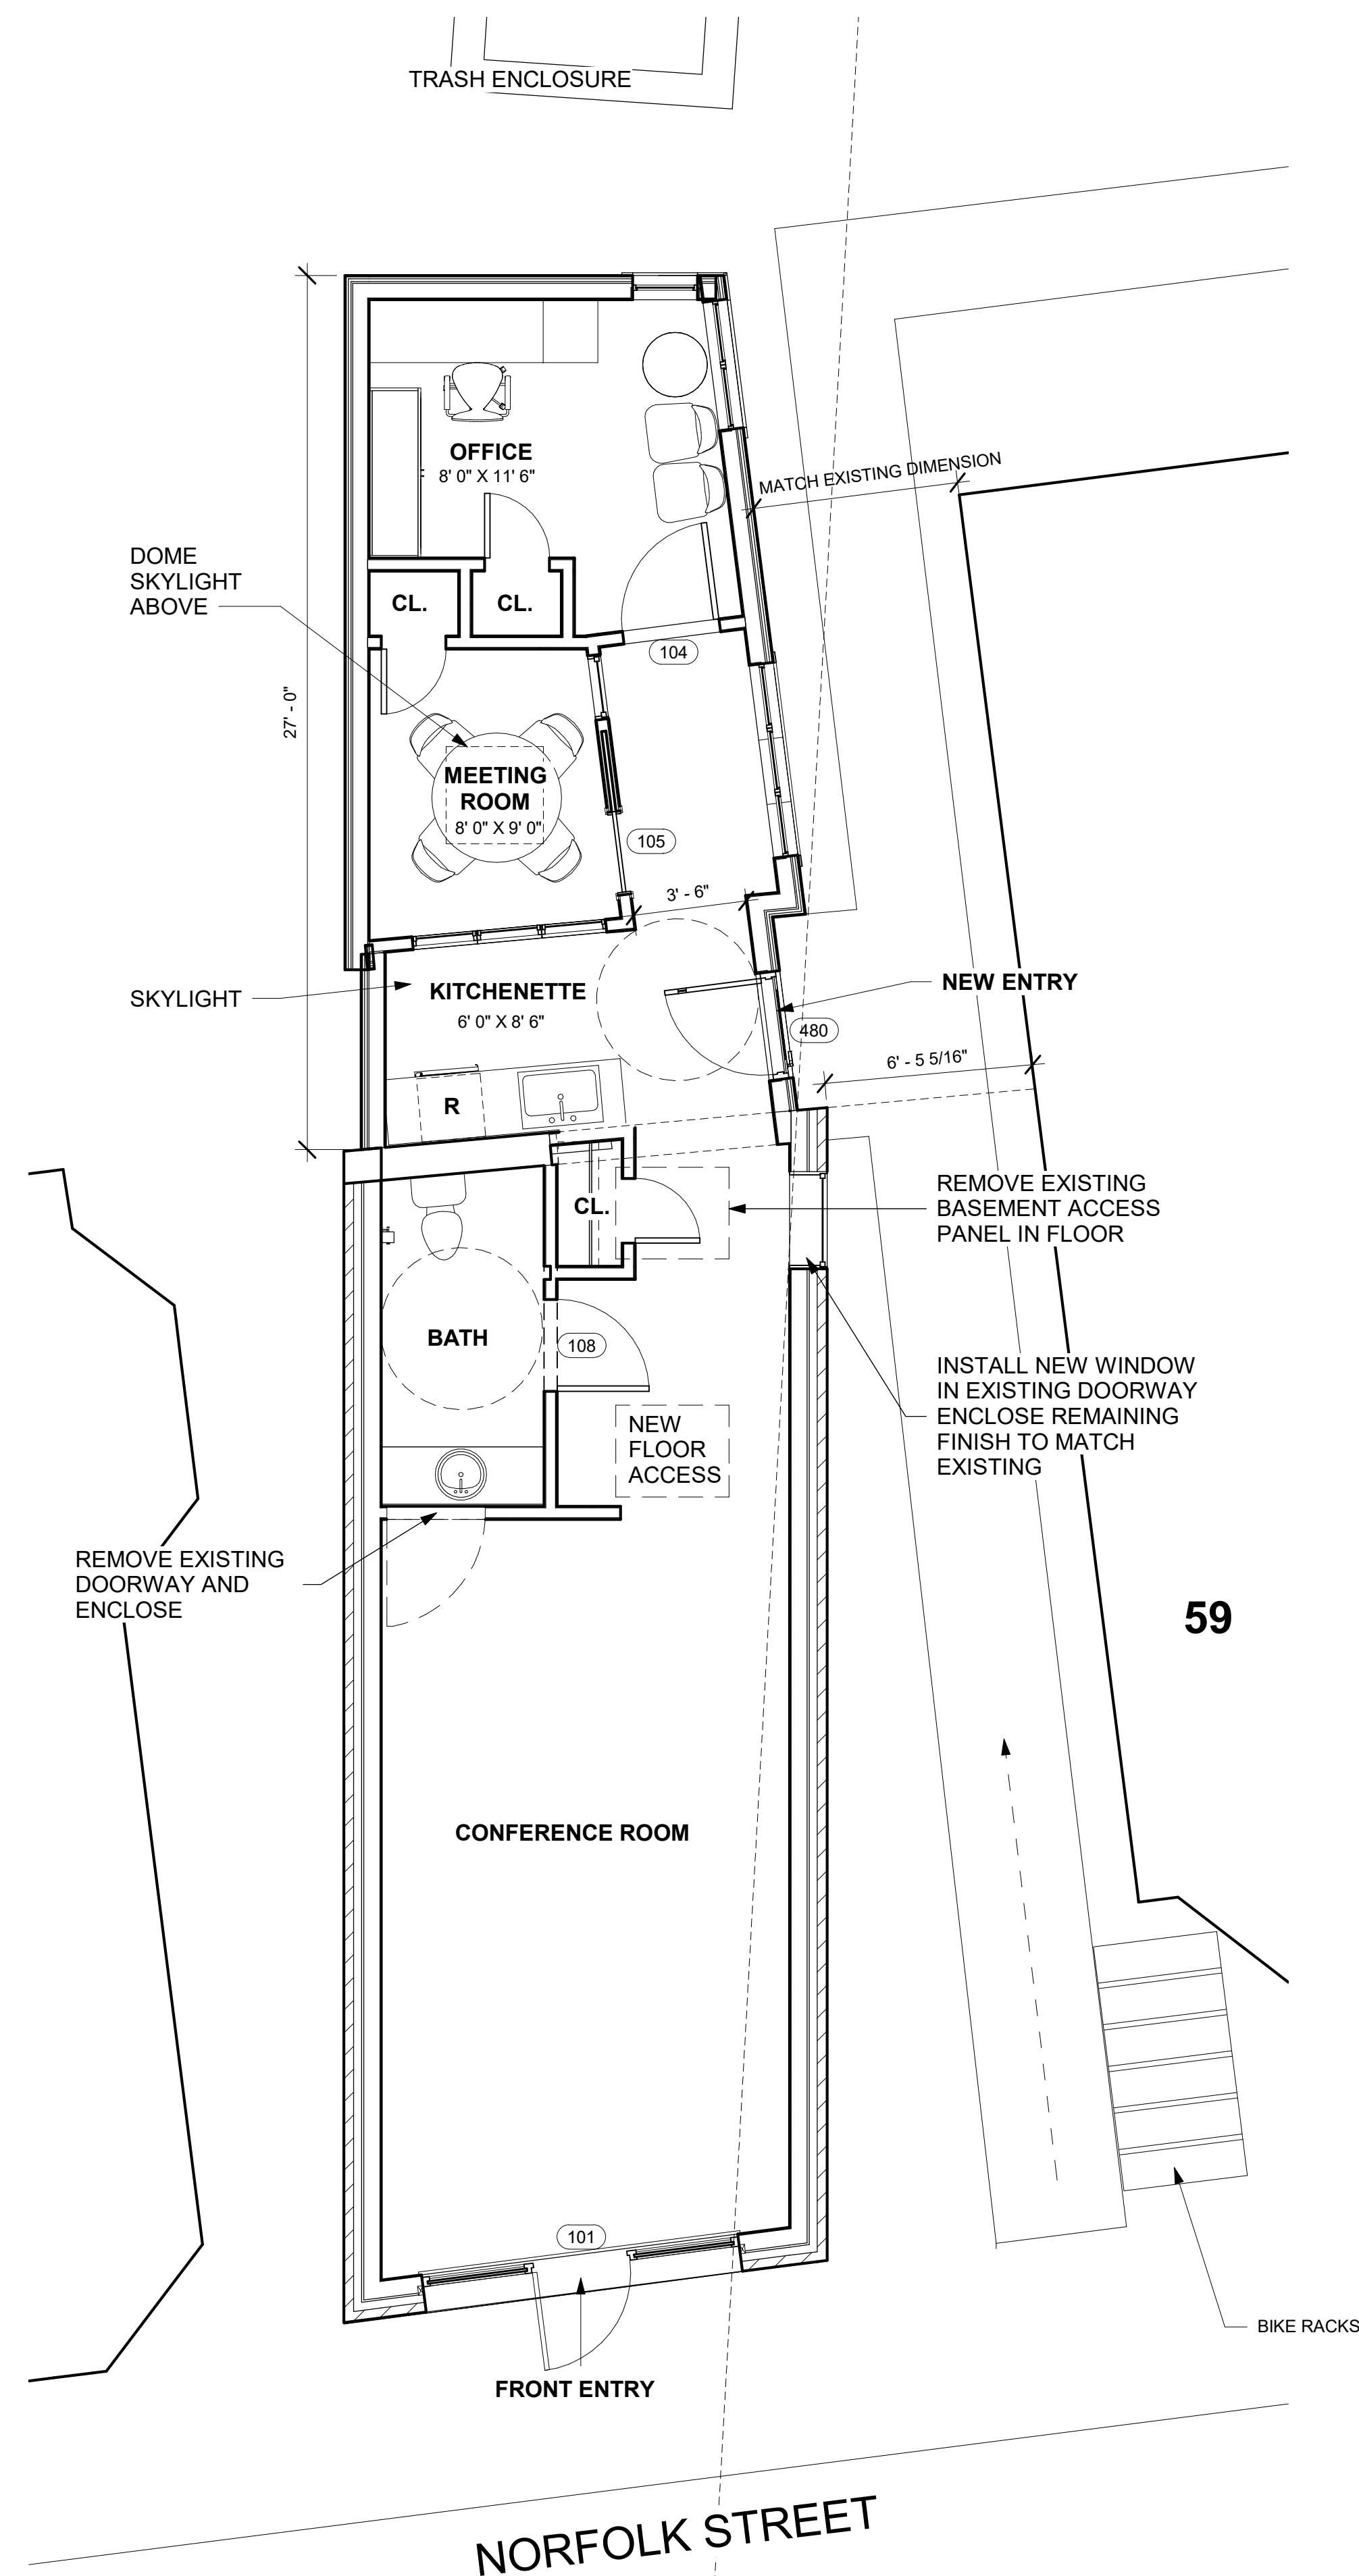 TRASH ENCLOSURE
OFFICE
8' 0" X 11' 6"
MATCH EXISTING DIMENSION
DOME
SKYLIGHT
ABOVE
CL.
CL.
104
27' - 0"
MEETING
ROOM
8' 0" X 9' 0"
105
3' - 6"
SKYLIGHT
KITCHENETTE
6' 0" X 8' 6"
NEW ENTRY
480
6' - 5 5/16"
R
CL.
REMOVE EXISTING
BASEMENT ACCESS
PANEL IN FLOOR
BATH
108
INSTALL NEW WINDOW
IN EXISTING DOORWAY
ENCLOSE REMAINING
FINISH TO MATCH
EXISTING
NEW
FLOOR
ACCESS
REMOVE EXISTING
DOORWAY AND
ENCLOSE
59
CONFERENCE ROOM
101
BIKE RACKS
FRONT ENTRY
NORFOLK STREET